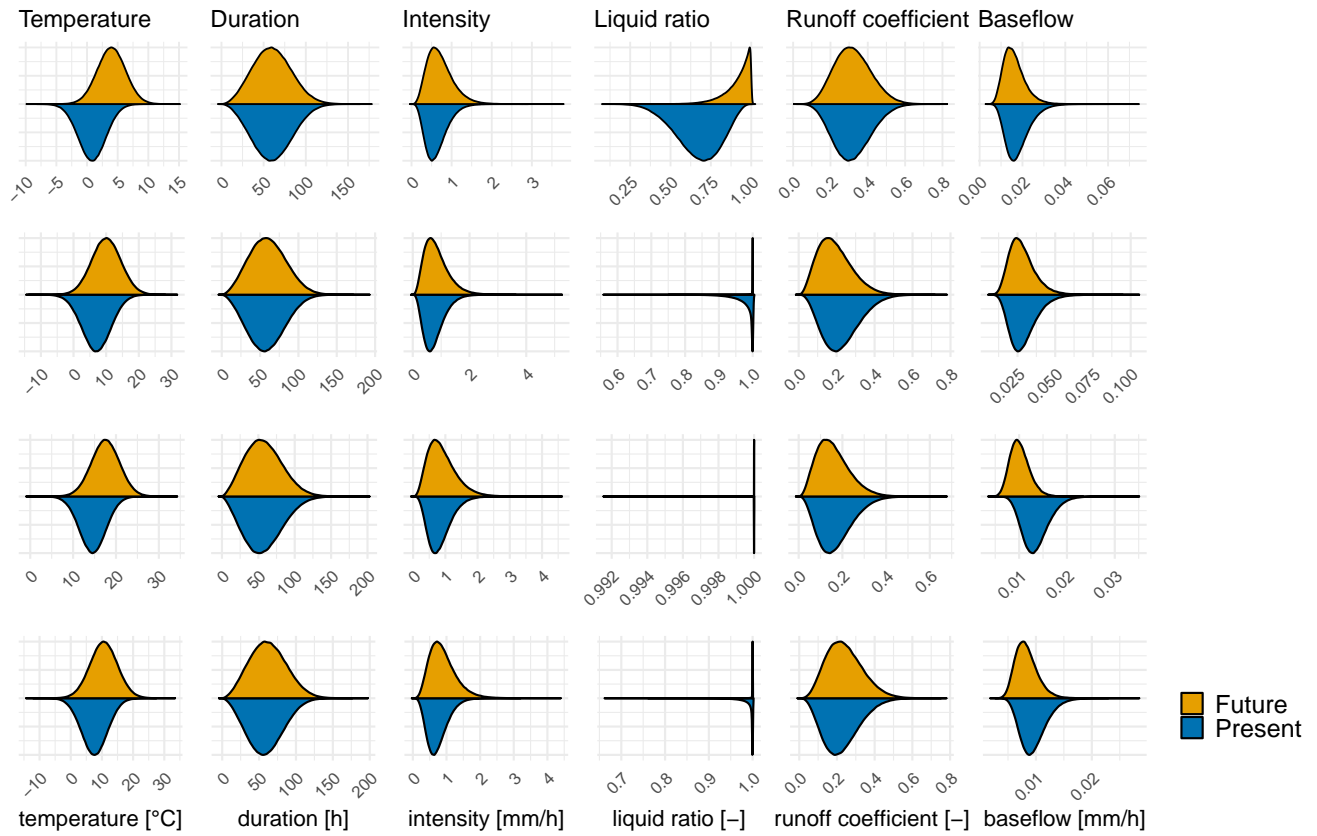 Temperature Duration Intensity Liquid ratio Runoff coefficient Baseflow
−10 −5 0 5 10 15 0 50 100 150 0 1 2 3 0.25 0.50 0.75 1.00 0.0 0.2 0.4 0.6 0.8 0.00 0.02 0.04 0.06
−10 0 10 20 30 0 50 100 150 200 0 2 4 0.6 0.7 0.8 0.9 1.0 0.0 0.2 0.4 0.6 0.8 0.025 0.050 0.075 0.100
0 10 20 30 0 50 100 150 200 0 1 2 3 4 0.992 0.994 0.996 0.998 1.000 0.0 0.2 0.4 0.6 0.01 0.02 0.03
Future
Present
−10 0 10 20 30 0 50 100 150 200 0 1 2 3 4 0.7 0.8 0.9 1.0 0.0 0.2 0.4 0.6 0.8 0.01 0.02
temperature [°C] duration [h] intensity [mm/h] liquid ratio [−] runoff coefficient [−] baseflow [mm/h]